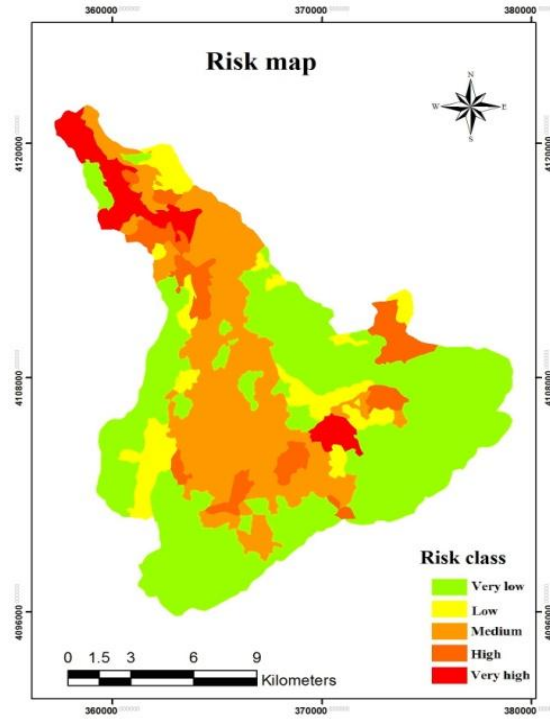 360000 370000 380000
Risk map
N
W E
S
4120000 4120000
4108000 4108000
Risk class
Very low
Low
Medium
High
Very high
4096000 4096000
0 1.5 3 6 9
Kilometers
360000 370000 380000